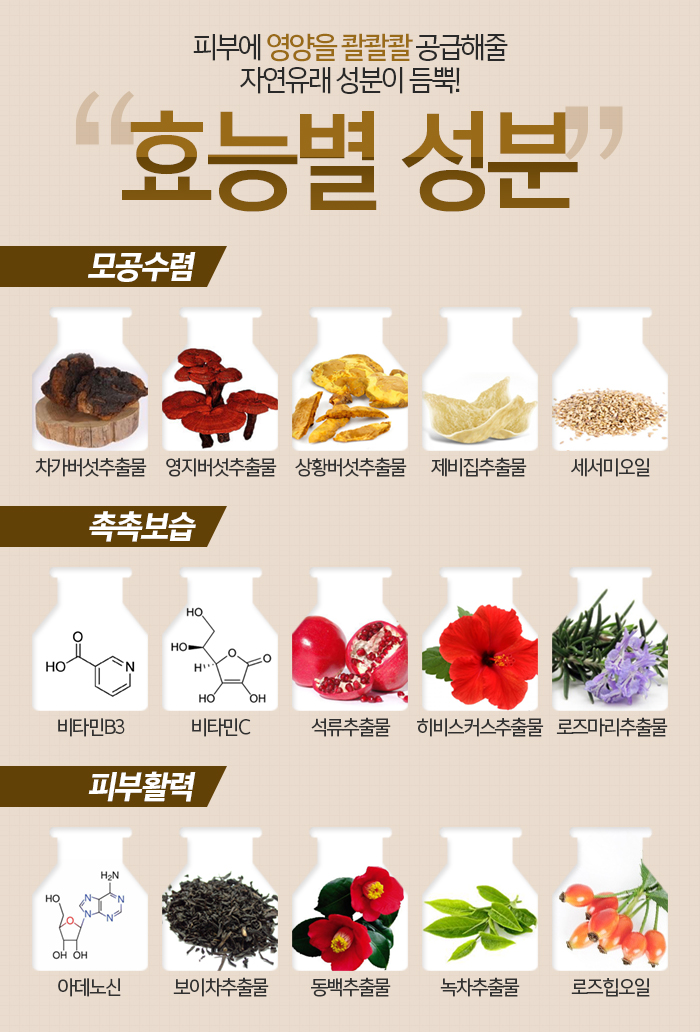 피부에 영양을 콸콸콸 공급해줄
자연유래 성분이 듬뿍!
“효능별 성분”
모공수렴
차가버섯추출물 영지버섯추출물 상황버섯추출물 제비집추출물 세서미오일
촉촉보습
O
HO
N
HO
HO
H
O
O
HO
OH
비타민B3 비타민C 석류추출물 히비스커스추출물 로즈마리추출물
피부활력
H₂N
HO
N
N
O
N
N
OH
OH
아데노신 보이차추출물 동백추출물 녹차추출물 로즈힙오일